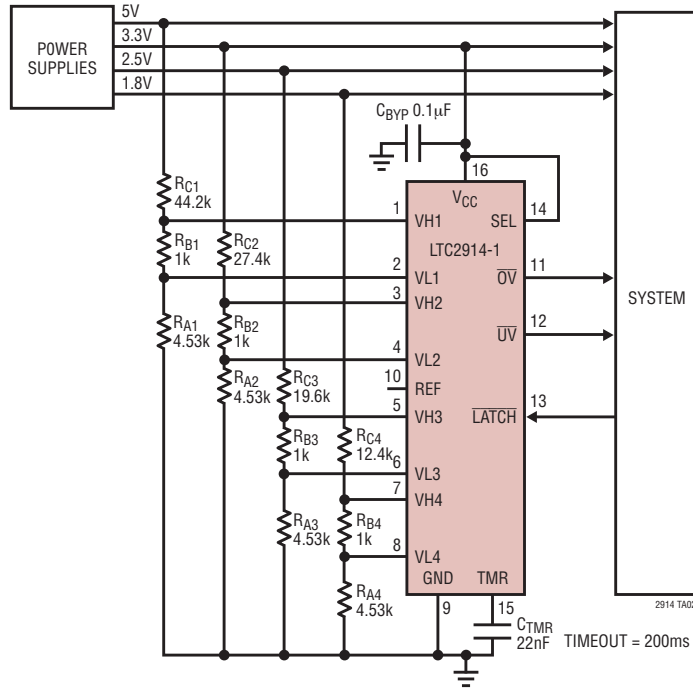 POWER
SUPPLIES
5V
3.3V
2.5V
1.8V
CBYP 0.1µF
16
VCC
SEL
14
RC1
44.2k
1
VH1
LTC2914-1
RB1
1k
RC2
27.4k
2
VL1
OV
11
3
VH2
SYSTEM
RA1
4.53k
RB2
1k
UV
12
4
VL2
RA2
4.53k
RC3
19.6k
10
REF
5
VH3
LATCH
13
RB3
1k
RC4
12.4k
6
VL3
7
VH4
RA3
4.53k
RB4
1k
8
VL4
RA4
4.53k
GND
TMR
9
15
2914 TA02
CTMR
22nF
TIMEOUT = 200ms